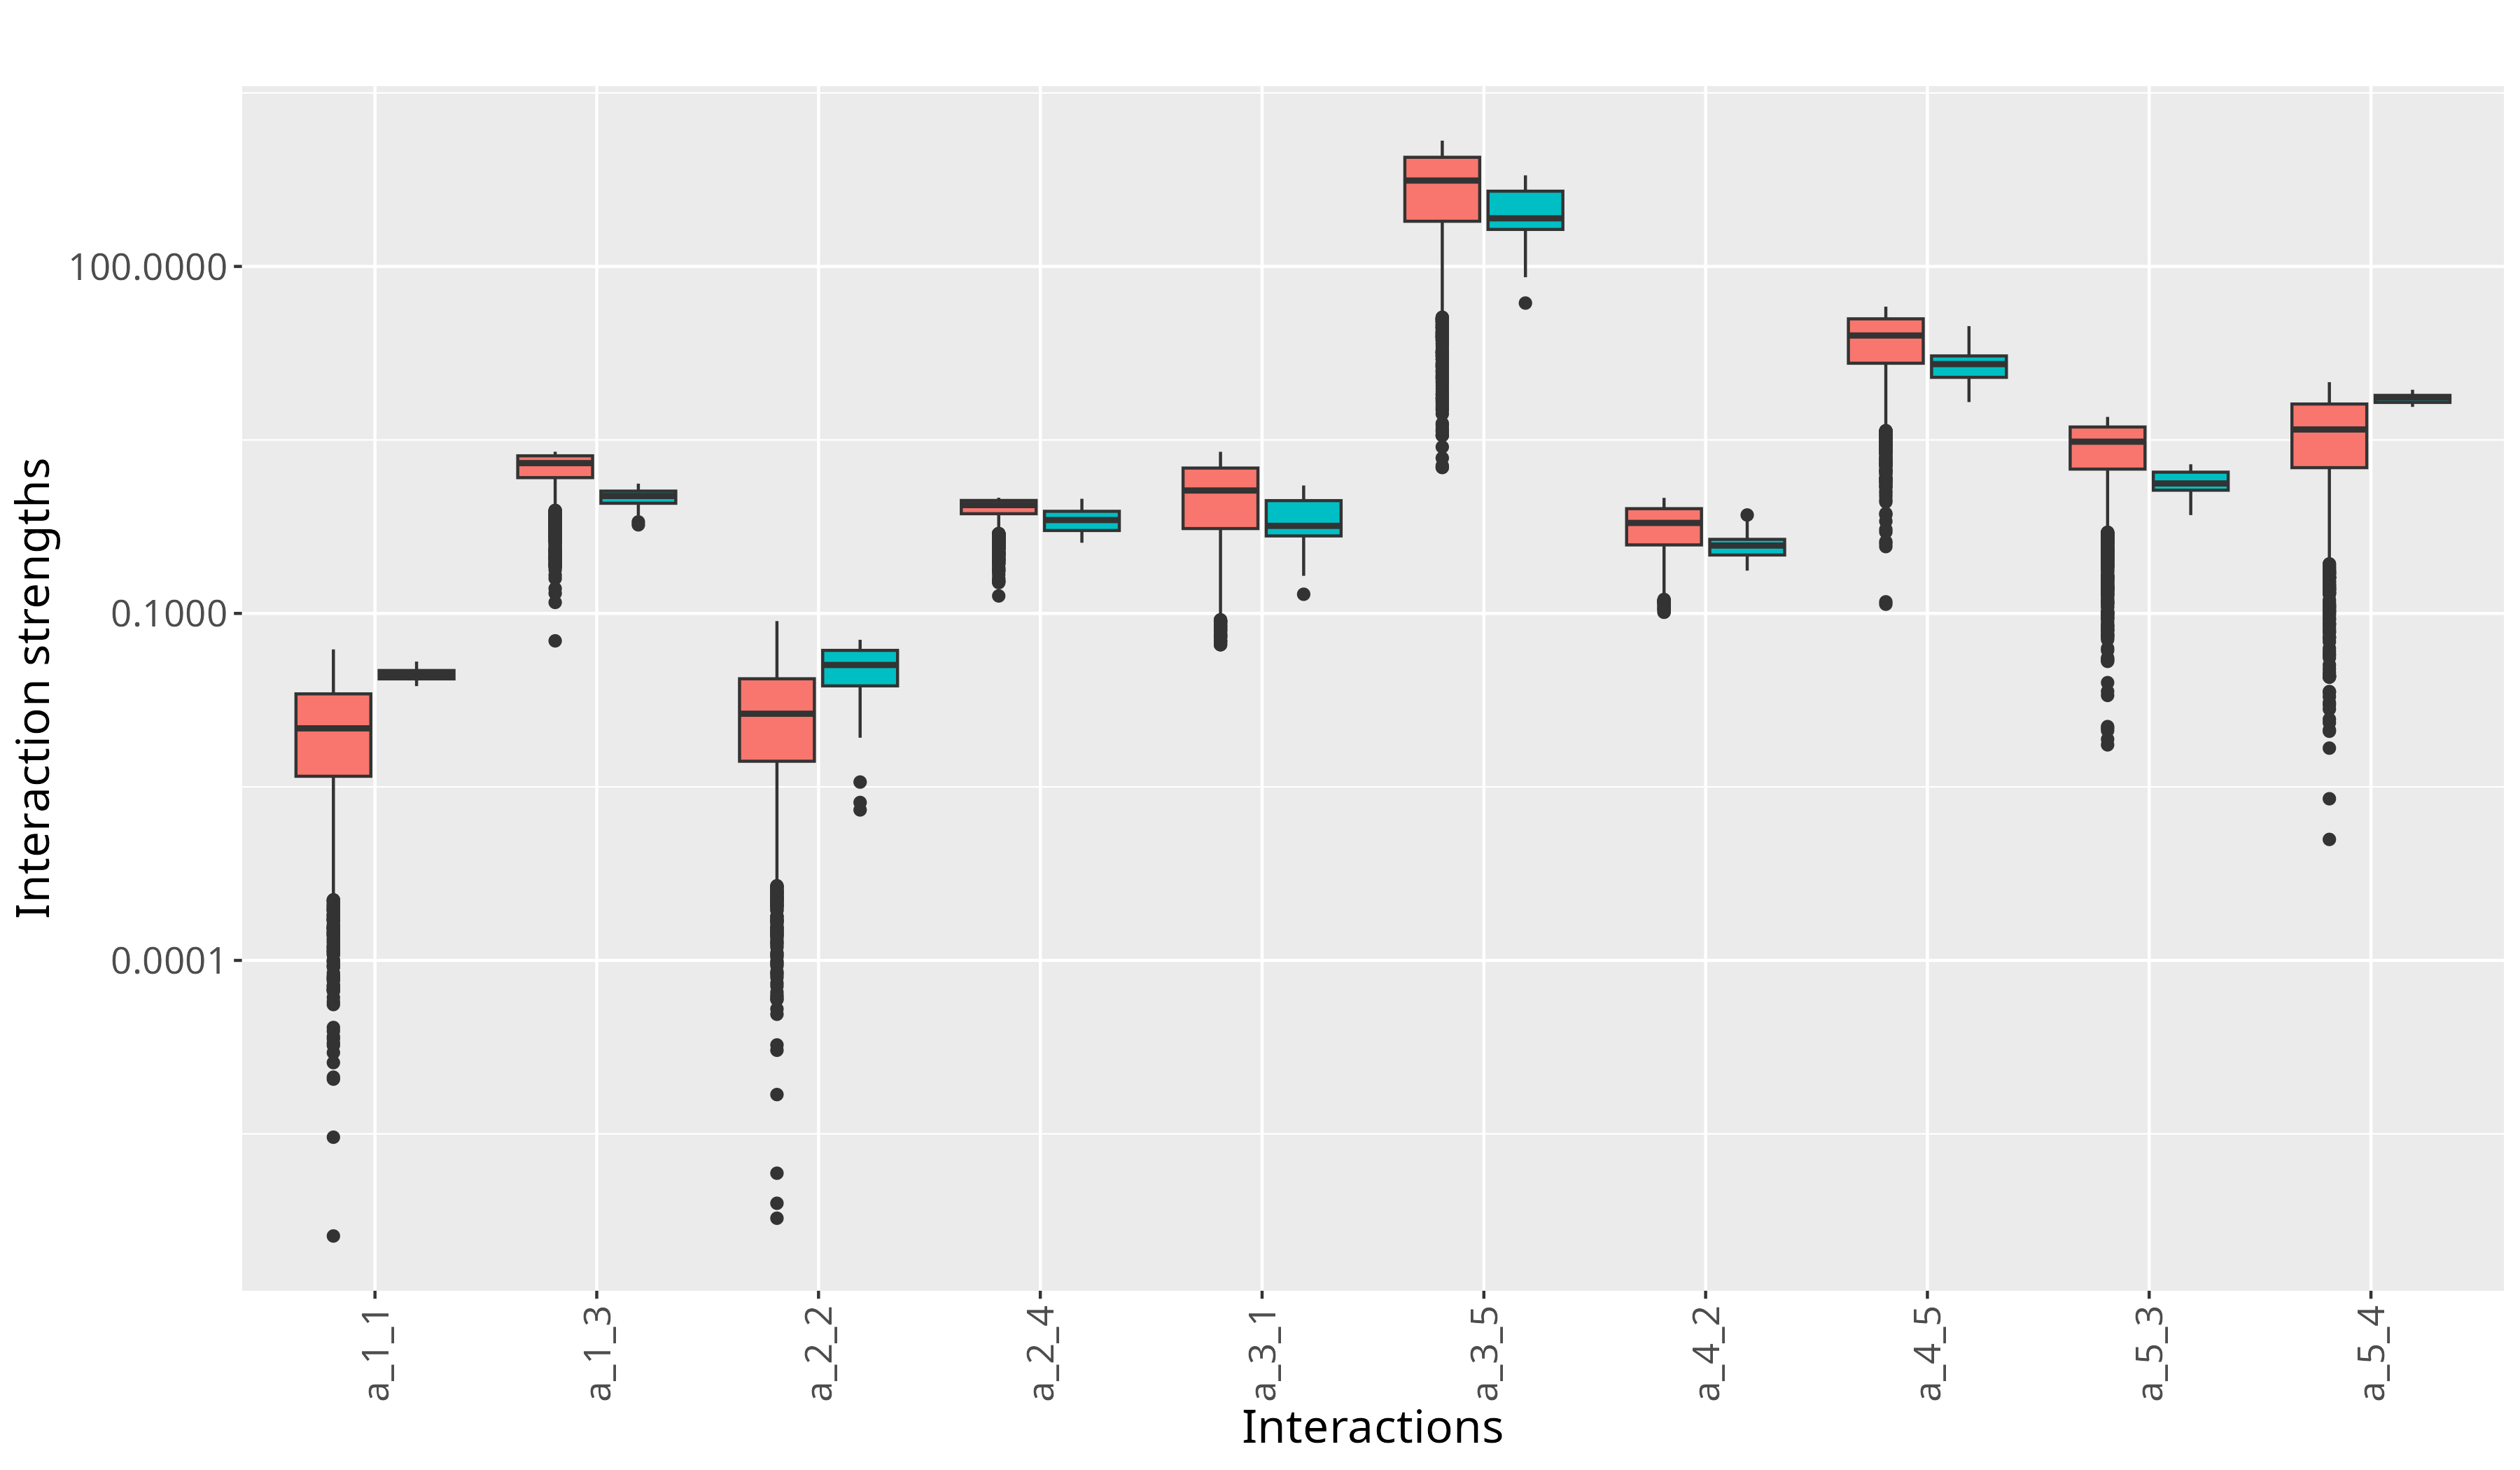 Interaction strengths
100.0000
0.1000
0.0001
a_1_1
a_1_3
a_2_2
a_2_4
a_3_1
a_3_5
a_4_2
a_4_5
a_5_3
a_5_4
Interactions